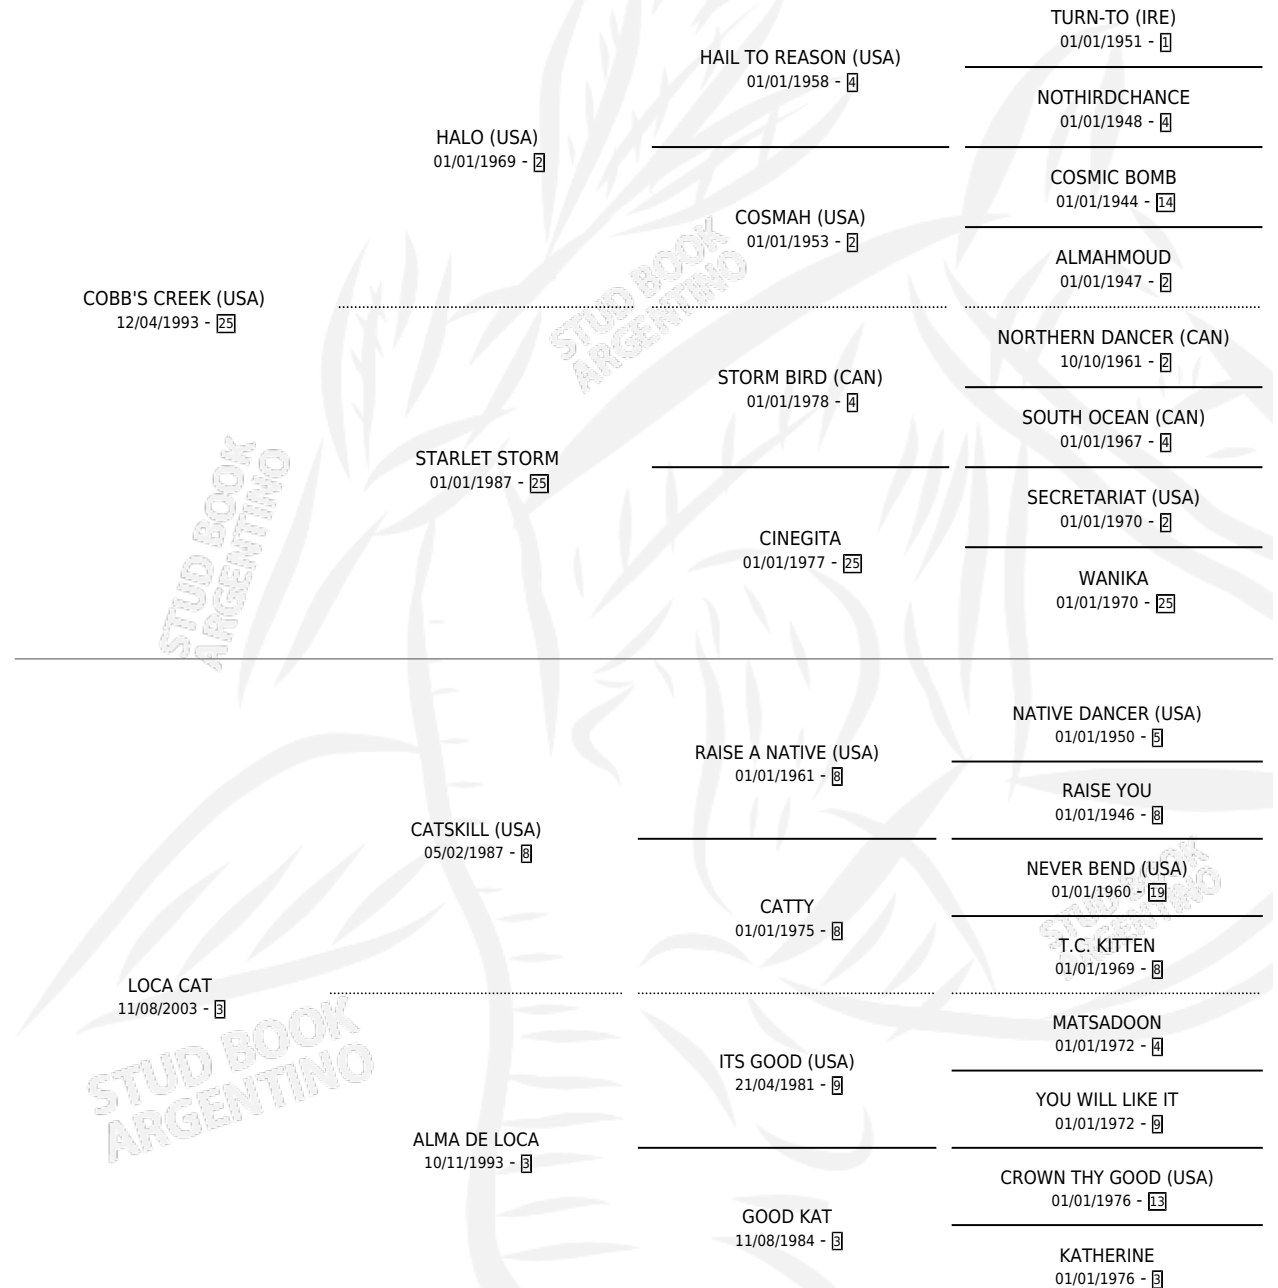 TURN-TO (IRE)
01/01/1951 - 1
HAIL TO REASON (USA)
01/01/1958 - 4
NOTHIRDCHANCE
01/01/1948 - 4
HALO (USA)
01/01/1969 - 2
COSMIC BOMB
01/01/1944 - 14
COSMAH (USA)
01/01/1953 - 2
ALMAHMOUD
01/01/1947 - 2
COBB'S CREEK (USA)
12/04/1993 - 25
NORTHERN DANCER (CAN)
10/10/1961 - 2
STORM BIRD (CAN)
01/01/1978 - 4
SOUTH OCEAN (CAN)
01/01/1967 - 4
STARLET STORM
01/01/1987 - 25
SECRETARIAT (USA)
01/01/1970 - 2
CINEGITA
01/01/1977 - 25
WANIKA
01/01/1970 - 25
NATIVE DANCER (USA)
01/01/1950 - 5
RAISE A NATIVE (USA)
01/01/1961 - 8
RAISE YOU
01/01/1946 - 8
CATSKILL (USA)
05/02/1987 - 8
NEVER BEND (USA)
01/01/1960 - 19
CATTY
01/01/1975 - 8
T.C. KITTEN
01/01/1969 - 8
LOCA CAT
11/08/2003 - 3
MATSADOON
01/01/1972 - 4
ITS GOOD (USA)
21/04/1981 - 9
YOU WILL LIKE IT
01/01/1972 - 9
ALMA DE LOCA
10/11/1993 - 3
CROWN THY GOOD (USA)
01/01/1976 - 13
GOOD KAT
11/08/1984 - 3
KATHERINE
01/01/1976 - 3
STUD BOOK
ARGENTINO
STUD BOOK
ARGENTINO
STUD BOOK
ARGENTINO
STUD BOOK
ARGENTINO